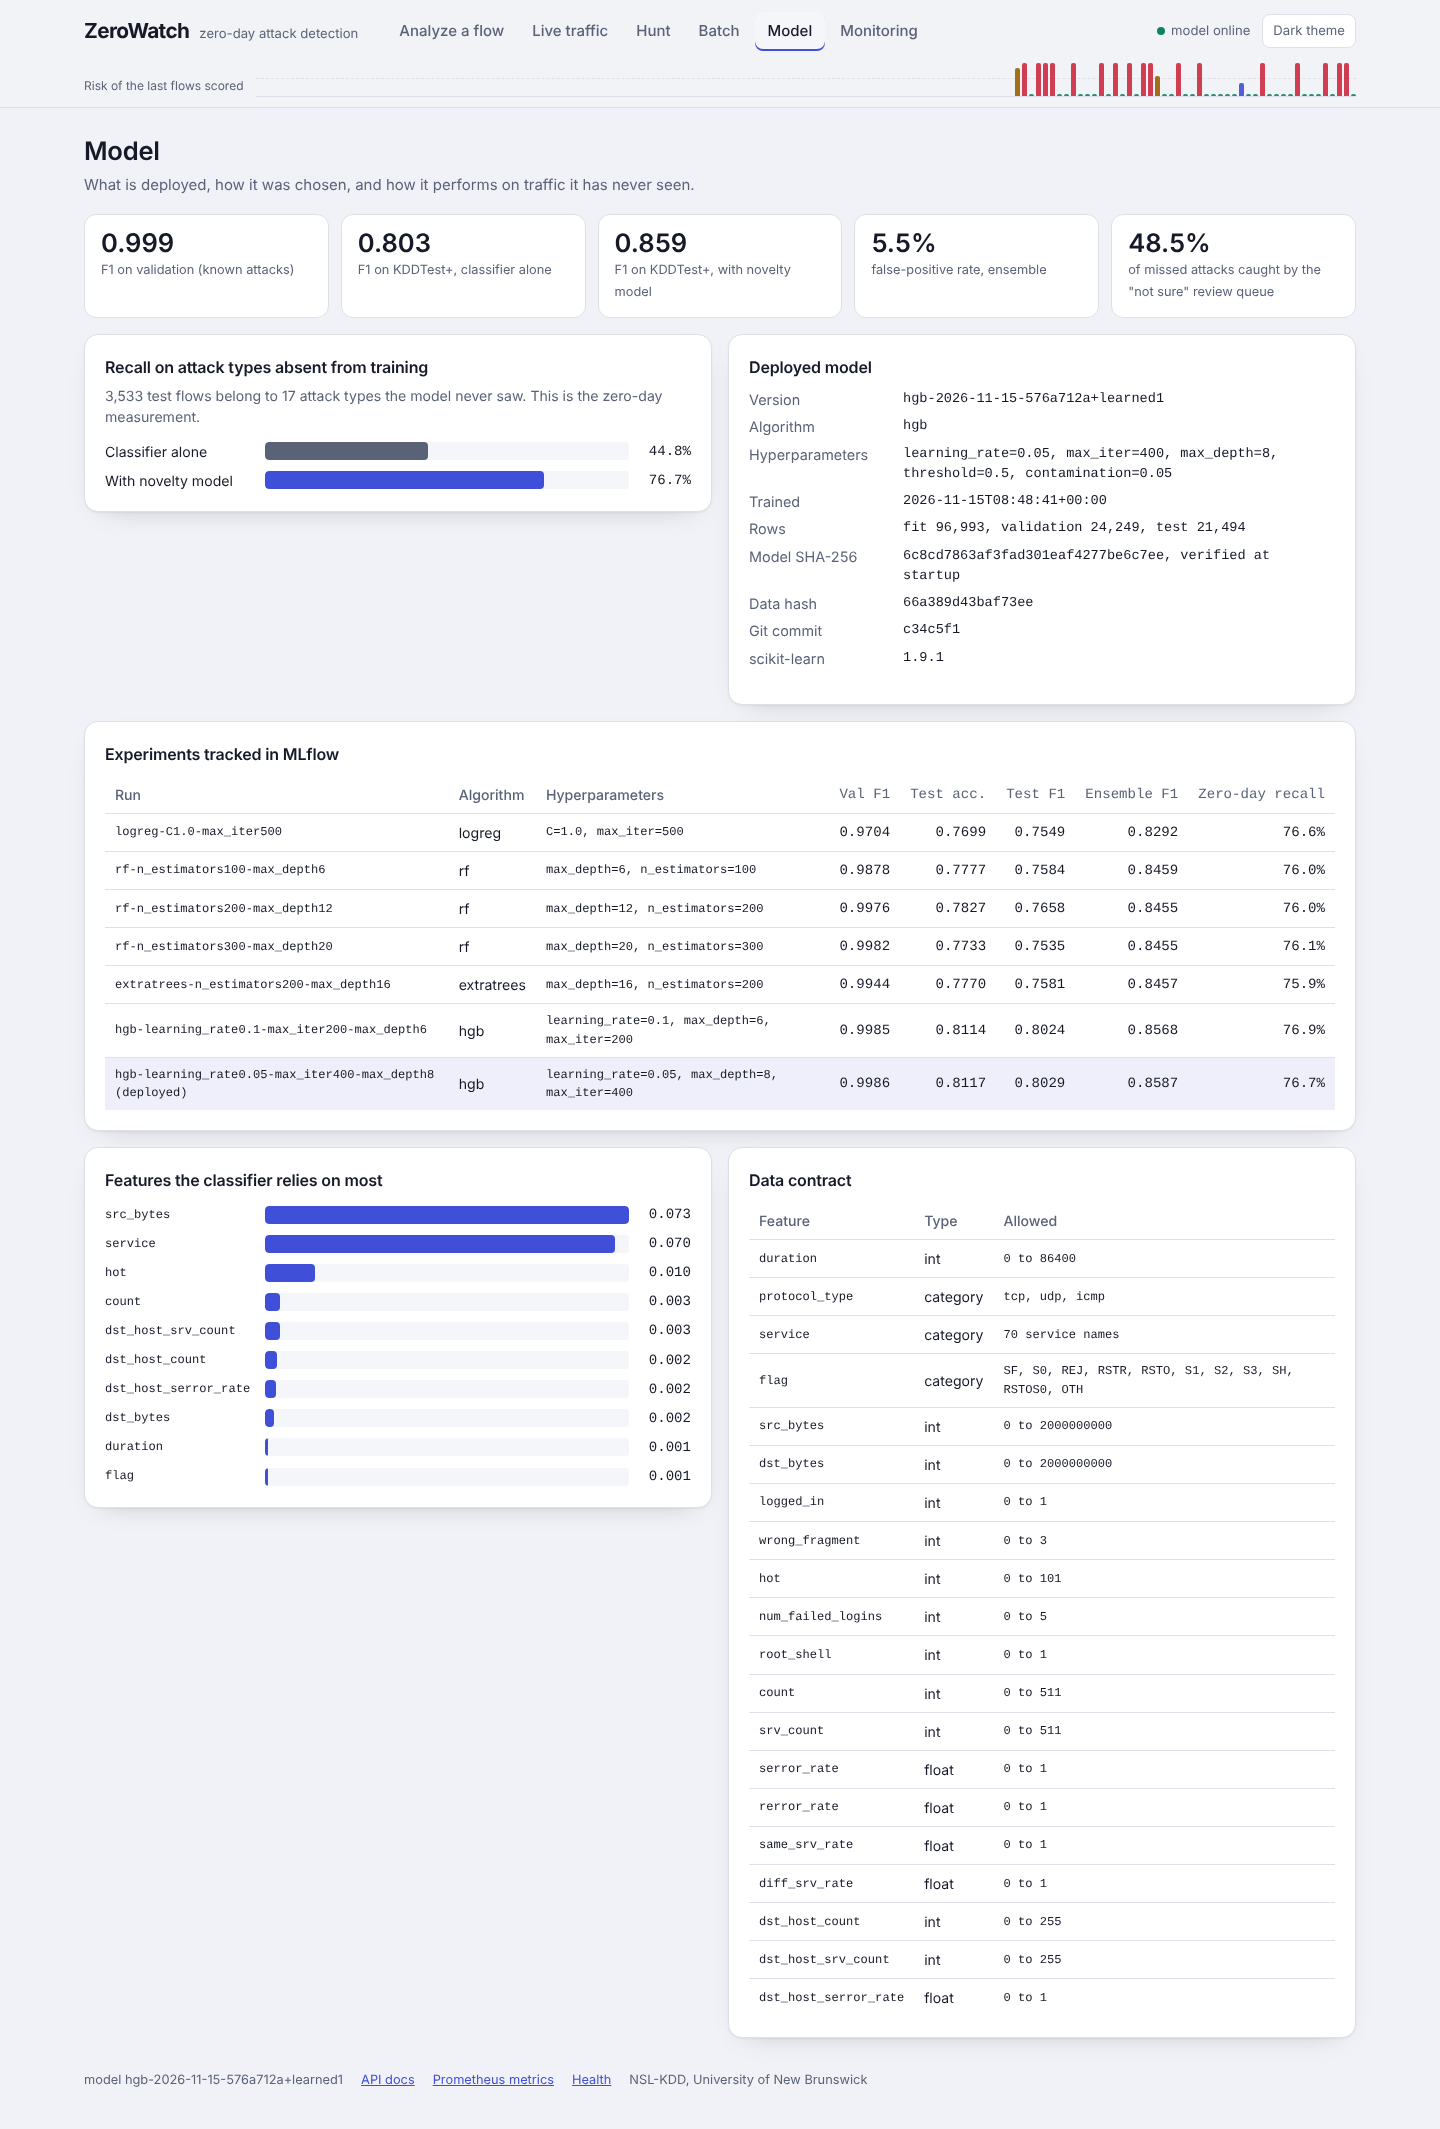 ZeroWatch zero-day attack detection Analyze a flow Live traffic Hunt Batch Model Monitoring model online Dark theme
Risk of the last flows scored
Model
What is deployed, how it was chosen, and how it performs on traffic it has never seen.
0.999
F1 on validation (known attacks)
0.803
F1 on KDDTest+, classifier alone
0.859
F1 on KDDTest+, with novelty
model
5.5%
false-positive rate, ensemble
48.5%
of missed attacks caught by the
"not sure" review queue
Recall on attack types absent from training
3,533 test flows belong to 17 attack types the model never saw. This is the zero-day
measurement.
Classifier alone 44.8%
With novelty model 76.7%
Deployed model
Version hgb-2026-11-15-576a712a+learned1
Algorithm hgb
Hyperparameters learning_rate=0.05, max_iter=400, max_depth=8,
threshold=0.5, contamination=0.05
Trained 2026-11-15T08:48:41+00:00
Rows fit 96,993, validation 24,249, test 21,494
Model SHA-256 6c8cd7863af3fad301eaf4277be6c7ee, verified at
startup
Data hash 66a389d43baf73ee
Git commit c34c5f1
scikit-learn 1.9.1
Experiments tracked in MLflow
Run Algorithm Hyperparameters Val F1 Test acc. Test F1 Ensemble F1 Zero-day recall
logreg-C1.0-max_iter500 logreg C=1.0, max_iter=500 0.9704 0.7699 0.7549 0.8292 76.6%
rf-n_estimators100-max_depth6 rf max_depth=6, n_estimators=100 0.9878 0.7777 0.7584 0.8459 76.0%
rf-n_estimators200-max_depth12 rf max_depth=12, n_estimators=200 0.9976 0.7827 0.7658 0.8455 76.0%
rf-n_estimators300-max_depth20 rf max_depth=20, n_estimators=300 0.9982 0.7733 0.7535 0.8455 76.1%
extratrees-n_estimators200-max_depth16 extratrees max_depth=16, n_estimators=200 0.9944 0.7770 0.7581 0.8457 75.9%
hgb-learning_rate0.1-max_iter200-max_depth6 hgb learning_rate=0.1, max_depth=6,
max_iter=200 0.9985 0.8114 0.8024 0.8568 76.9%
hgb-learning_rate0.05-max_iter400-max_depth8
(deployed) hgb learning_rate=0.05, max_depth=8,
max_iter=400 0.9986 0.8117 0.8029 0.8587 76.7%
Features the classifier relies on most
src_bytes 0.073
service 0.070
hot 0.010
count 0.003
dst_host_srv_count 0.003
dst_host_count 0.002
dst_host_serror_rate 0.002
dst_bytes 0.002
duration 0.001
flag 0.001
Data contract
Feature Type Allowed
duration int 0 to 86400
protocol_type category tcp, udp, icmp
service category 70 service names
flag category SF, S0, REJ, RSTR, RSTO, S1, S2, S3, SH,
RSTOS0, OTH
src_bytes int 0 to 2000000000
dst_bytes int 0 to 2000000000
logged_in int 0 to 1
wrong_fragment int 0 to 3
hot int 0 to 101
num_failed_logins int 0 to 5
root_shell int 0 to 1
count int 0 to 511
srv_count int 0 to 511
serror_rate float 0 to 1
rerror_rate float 0 to 1
same_srv_rate float 0 to 1
diff_srv_rate float 0 to 1
dst_host_count int 0 to 255
dst_host_srv_count int 0 to 255
dst_host_serror_rate float 0 to 1
model hgb-2026-11-15-576a712a+learned1 API docs Prometheus metrics Health NSL-KDD, University of New Brunswick